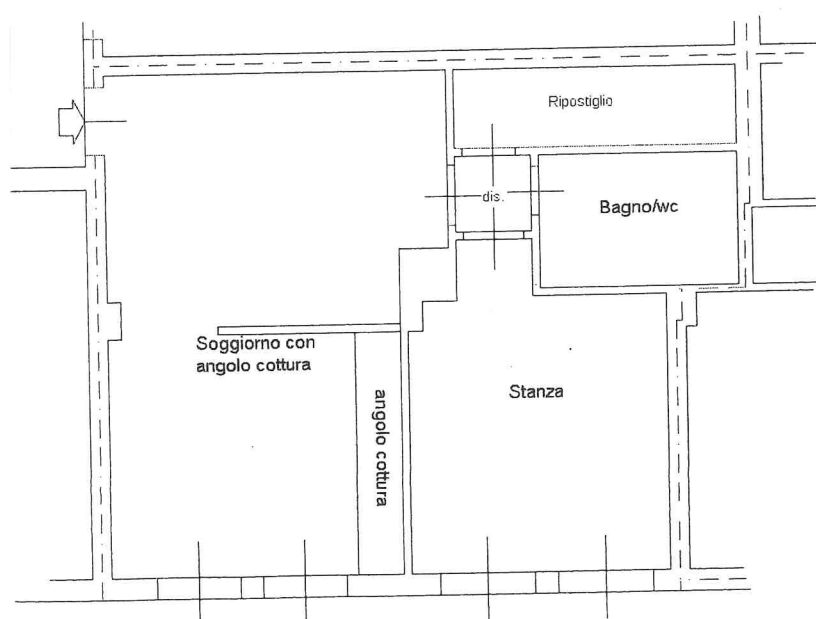 Ripostiglio
dis.
Bagno/wc
Soggiorno con
angolo cottura
angolo cottura
Stanza